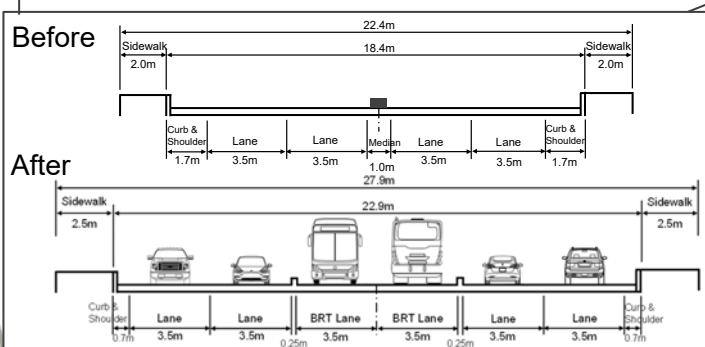 22.4m
Before
Sidewalk 18.4m Sidewalk
2.0m 2.0m
Curb & Shoulder Lane Lane Median Lane Lane Curb & Shoulder
1.7m 3.5m 3.5m 1.0m 3.5m 3.5m 1.7m
After
27.9m
Sidewalk 22.9m Sidewalk
2.5m 2.5m
Curb & Shoulder Lane Lane BRT Lane BRT Lane Lane Lane Curb & Shoulder
0.7m 3.5m 3.5m 0.25m 3.5m 3.5m 0.25m 3.5m 3.5m 0.7m